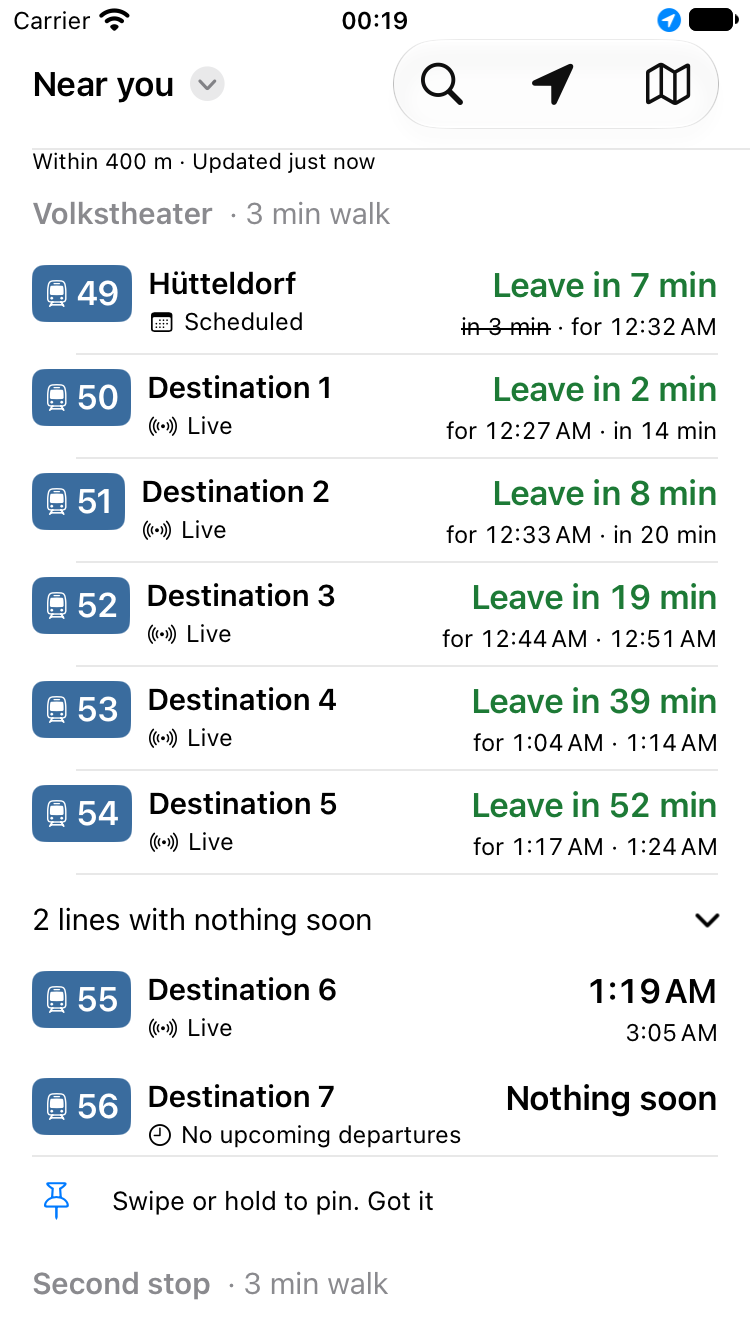 Carrier 00:19
Near you
Within 400 m · Updated just now
Volkstheater · 3 min walk
49 Hütteldorf Leave in 7 min
Scheduled in 3 min · for 12:32 AM
50 Destination 1 Leave in 2 min
Live for 12:27 AM · in 14 min
51 Destination 2 Leave in 8 min
Live for 12:33 AM · in 20 min
52 Destination 3 Leave in 19 min
Live for 12:44 AM · 12:51 AM
53 Destination 4 Leave in 39 min
Live for 1:04 AM · 1:14 AM
54 Destination 5 Leave in 52 min
Live for 1:17 AM · 1:24 AM
2 lines with nothing soon
55 Destination 6 1:19 AM
Live 3:05 AM
56 Destination 7 Nothing soon
No upcoming departures
Swipe or hold to pin. Got it
Second stop · 3 min walk